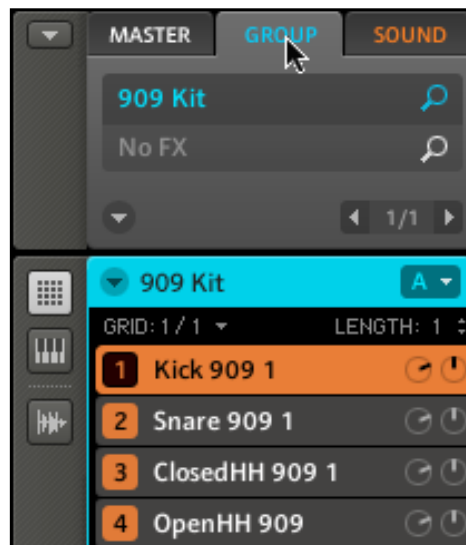 MASTER GROUP SOUND
909 Kit
No FX
1/1
909 Kit A
GRID: 1 / 1 LENGTH: 1
1 Kick 909 1
2 Snare 909 1
3 ClosedHH 909 1
4 OpenHH 909